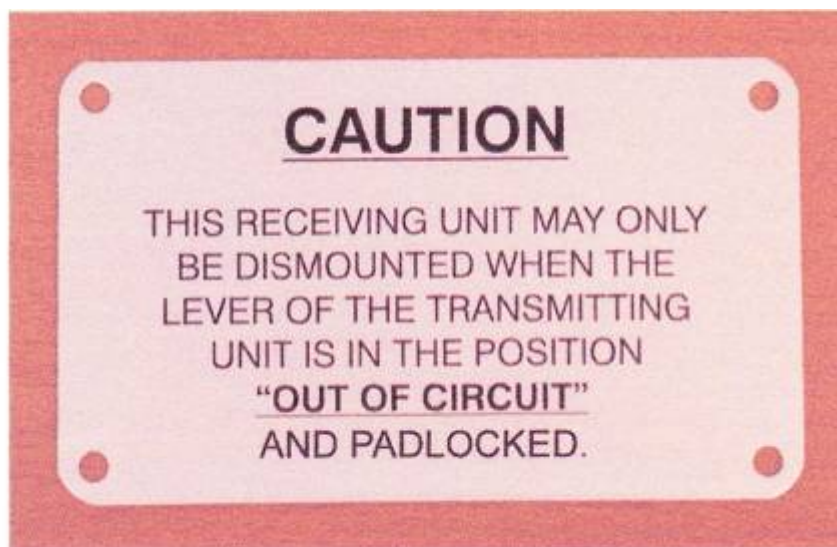 CAUTION
THIS RECEIVING UNIT MAY ONLY
BE DISMOUNTED WHEN THE
LEVER OF THE TRANSMITTING
UNIT IS IN THE POSITION
“OUT OF CIRCUIT”
AND PADLOCKED.